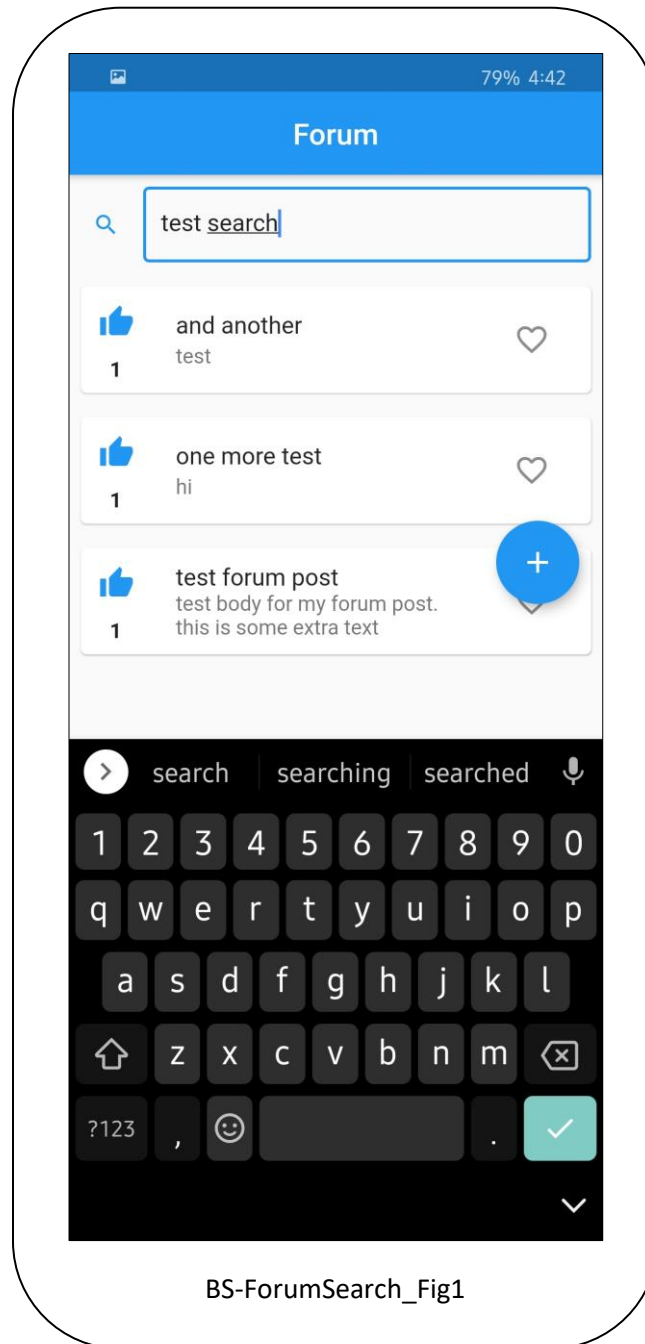 79% 4:42
Forum
test search
and another
test
1
one more test
hi
1
+
test forum post
test body for my forum post.
this is some extra text
1
search searching searched
1 2 3 4 5 6 7 8 9 0
q w e r t y u i o p
a s d f g h j k l
z x c v b n m
?123 , .
BS-ForumSearch_Fig1